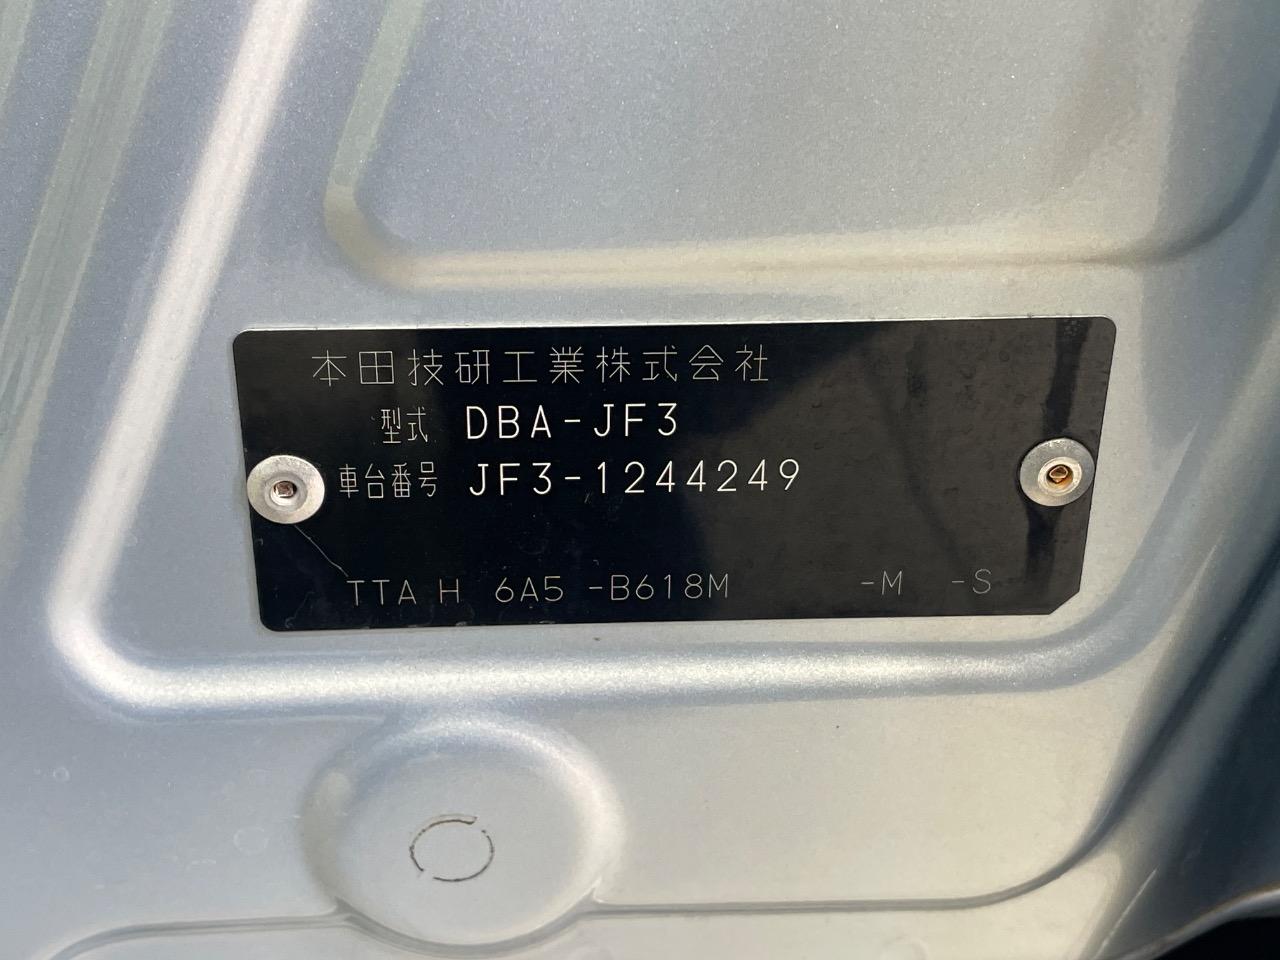 本田技研工業株式会社
型式 DBA-JF3
車台番号 JF3-1244249
TTA H 6A5 -B618M -M -S